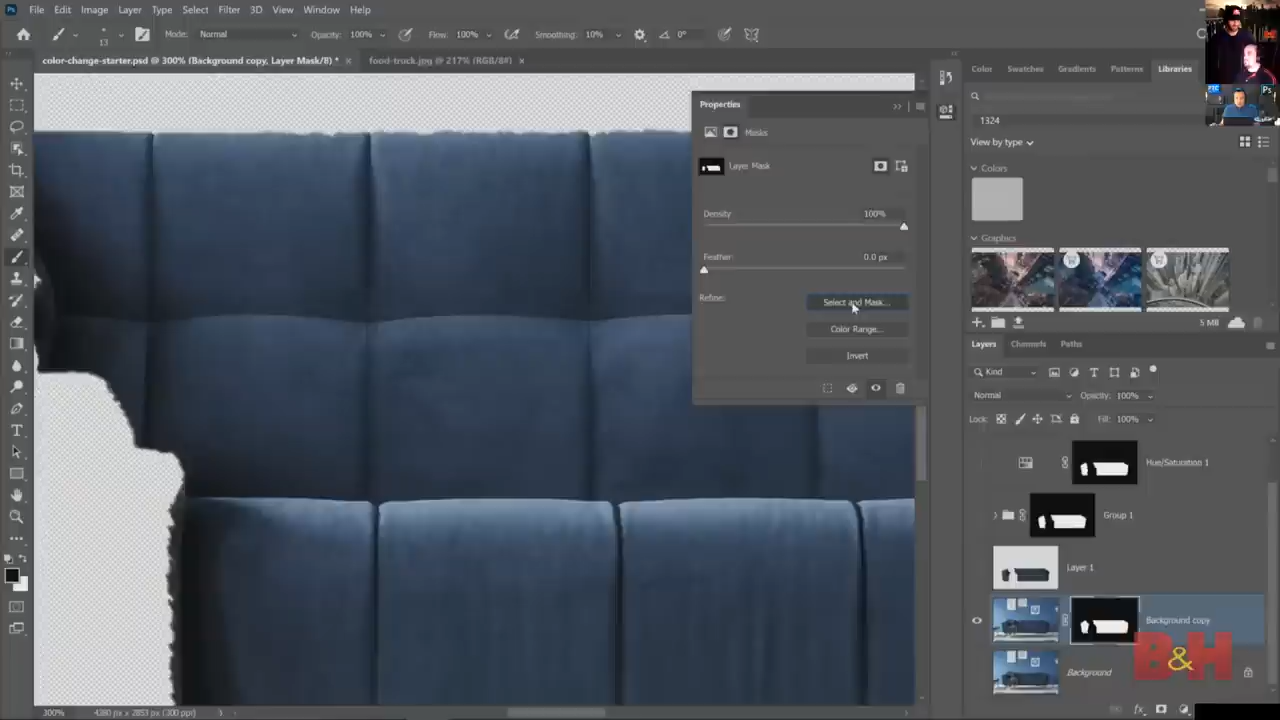 Ps File Edit Image Layer Type Select Filter 3D View Window Help
13 Mode: Normal Opacity: 100% Flow: 100% Smoothing: 10% 0°
color-change-starter.psd @ 300% (Background copy, Layer Mask/8) * × food-truck.jpg @ 217% (RGB/8#) ×
Properties
Masks
Layer Mask
Density 100%
Feather: 0.0 px
Refine: Select and Mask...
Color Range...
Invert
Ps
Color Swatches Gradients Patterns Libraries
1324
View by type
Colors
Graphics
5 MB
Layers Channels Paths
Kind
Normal Opacity: 100%
Lock: Fill: 100%
Hue/Saturation 1
Group 1
Layer 1
Background copy
B&H
Background
fx
300% 4380 px x 2853 px (300 ppi)